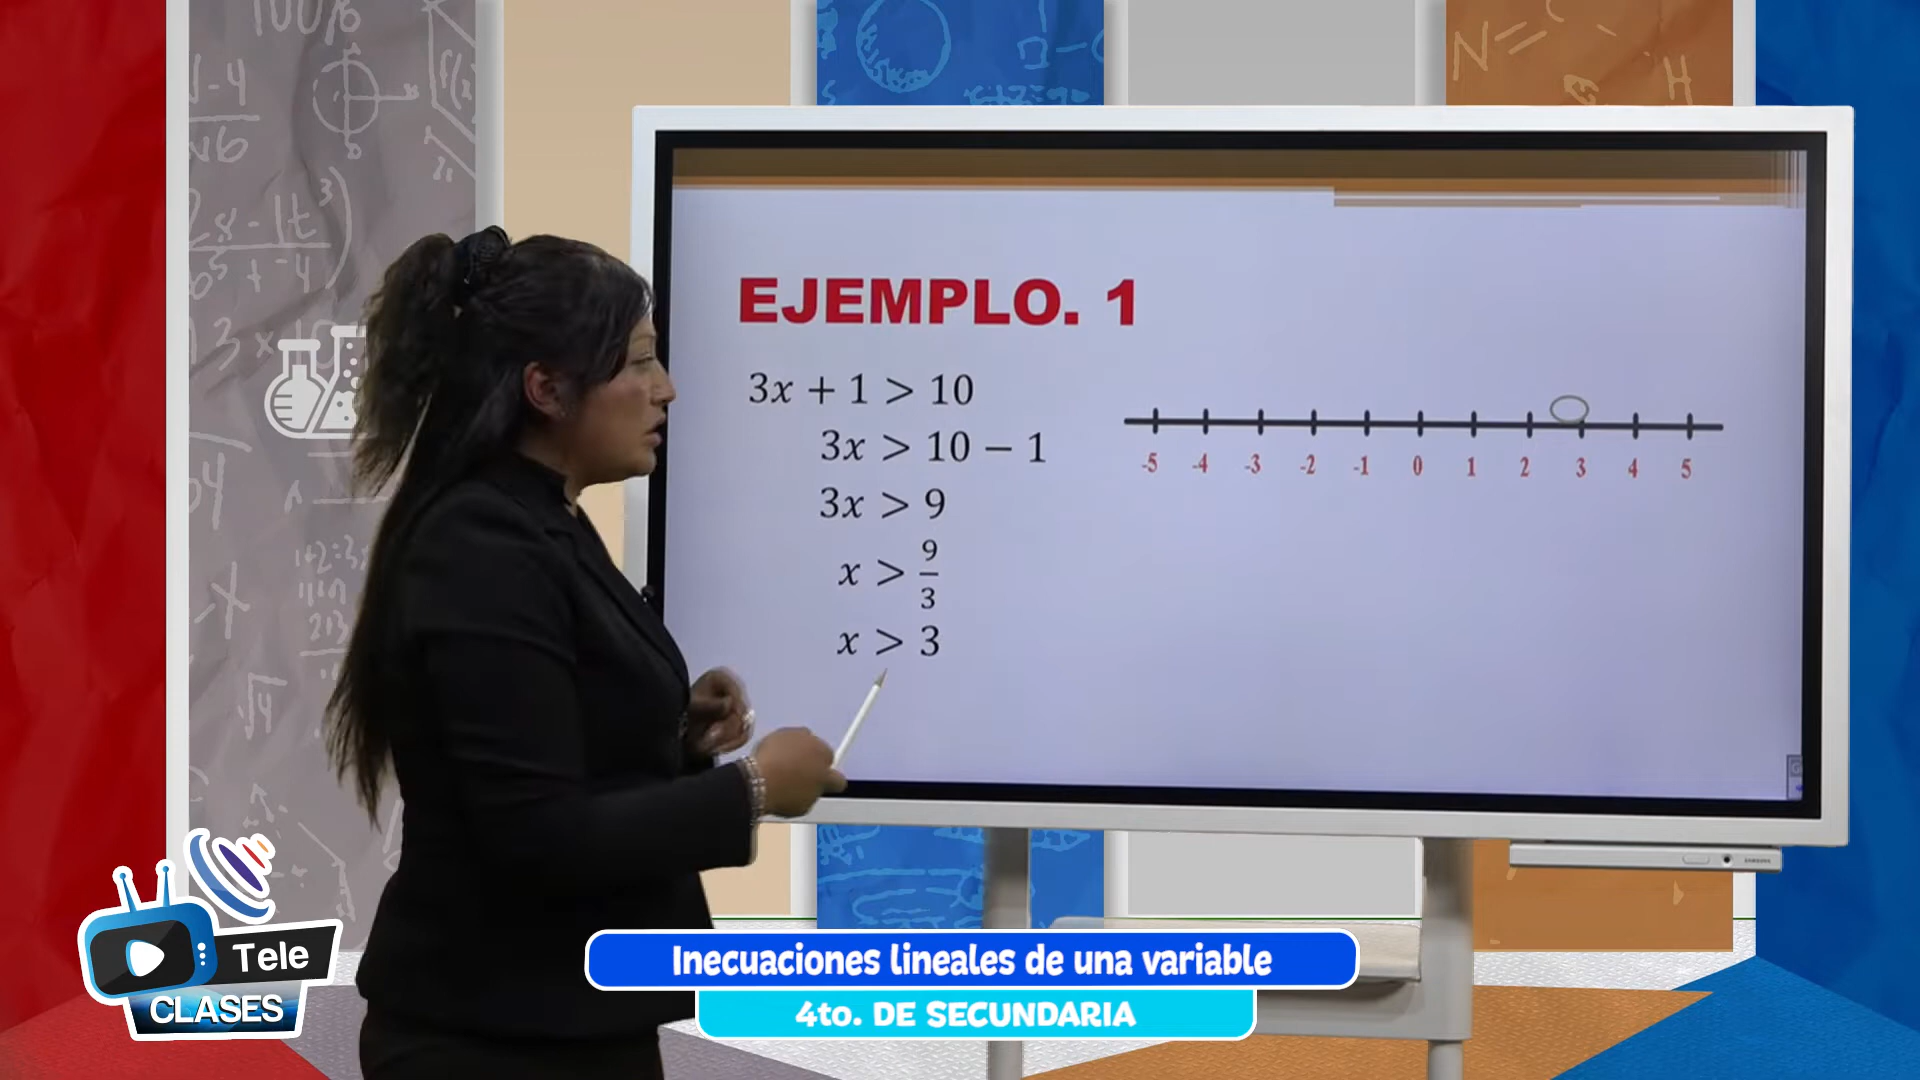 EJEMPLO. 1
3x + 1 > 10
3x > 10 − 1
3x > 9
x > 9/3
x > 3
-5 -4 -3 -2 -1 0 1 2 3 4 5
Tele
CLASES
Inecuaciones lineales de una variable
4to. DE SECUNDARIA
SAMSUNG